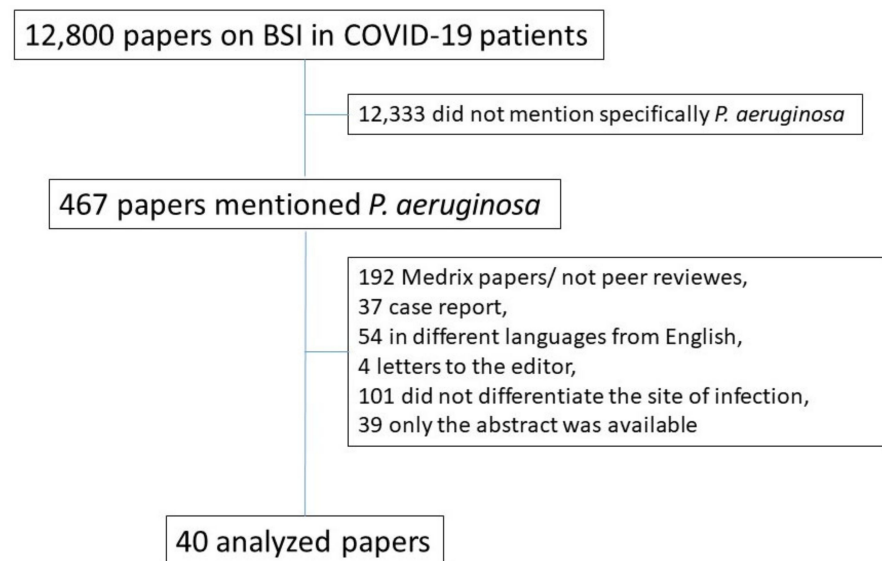 12,800 papers on BSI in COVID-19 patients
12,333 did not mention specifically P. aeruginosa
467 papers mentioned P. aeruginosa
192 Medrix papers/ not peer reviewes,
37 case report,
54 in different languages from English,
4 letters to the editor,
101 did not differentiate the site of infection,
39 only the abstract was available
40 analyzed papers